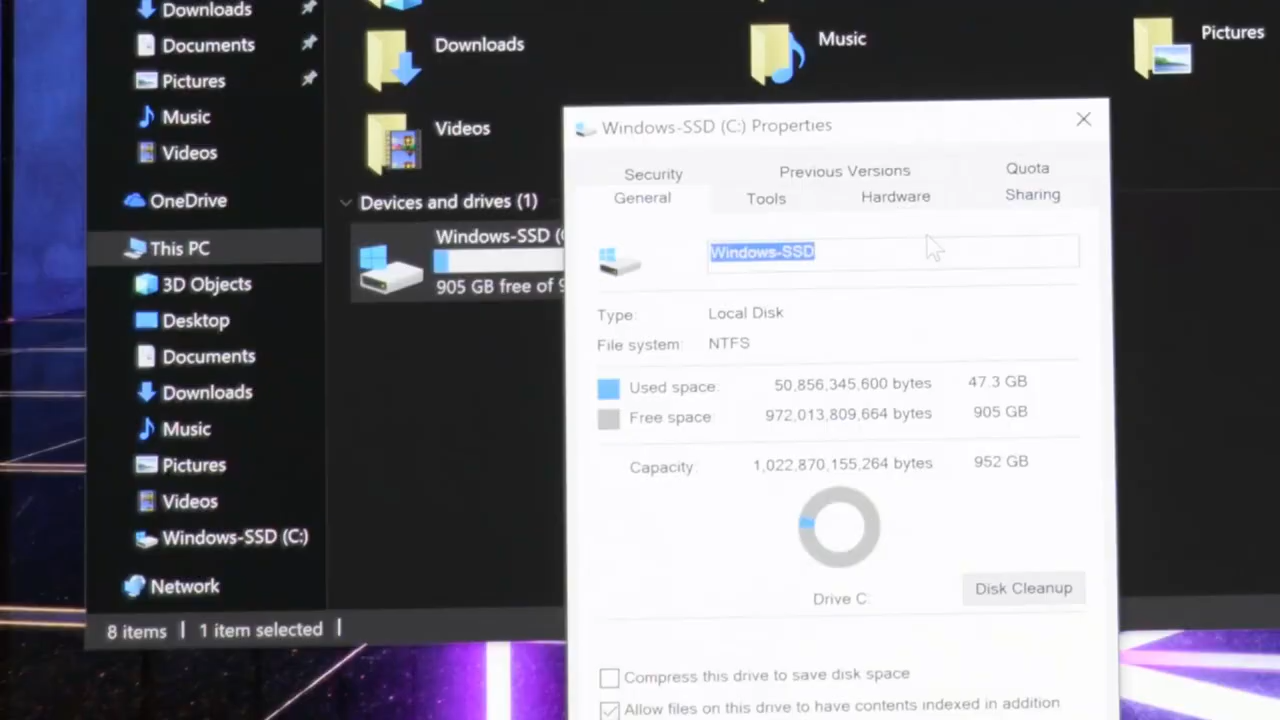 Downloads
Documents
Pictures
Music
Videos
OneDrive
This PC
3D Objects
Desktop
Documents
Downloads
Music
Pictures
Videos
Windows-SSD (C:)
Network
8 items
1 item selected
Downloads
Music
Pictures
Videos
Devices and drives (1)
Windows-SSD (
905 GB free of 9
Windows-SSD (C:) Properties
Security
Previous Versions
Quota
General
Tools
Hardware
Sharing
Windows-SSD
Type: Local Disk
File system: NTFS
Used space: 50,856,345,600 bytes 47.3 GB
Free space: 972,013,809,664 bytes 905 GB
Capacity: 1,022,870,155,264 bytes 952 GB
Drive C:
Disk Cleanup
Compress this drive to save disk space
Allow files on this drive to have contents indexed in addition